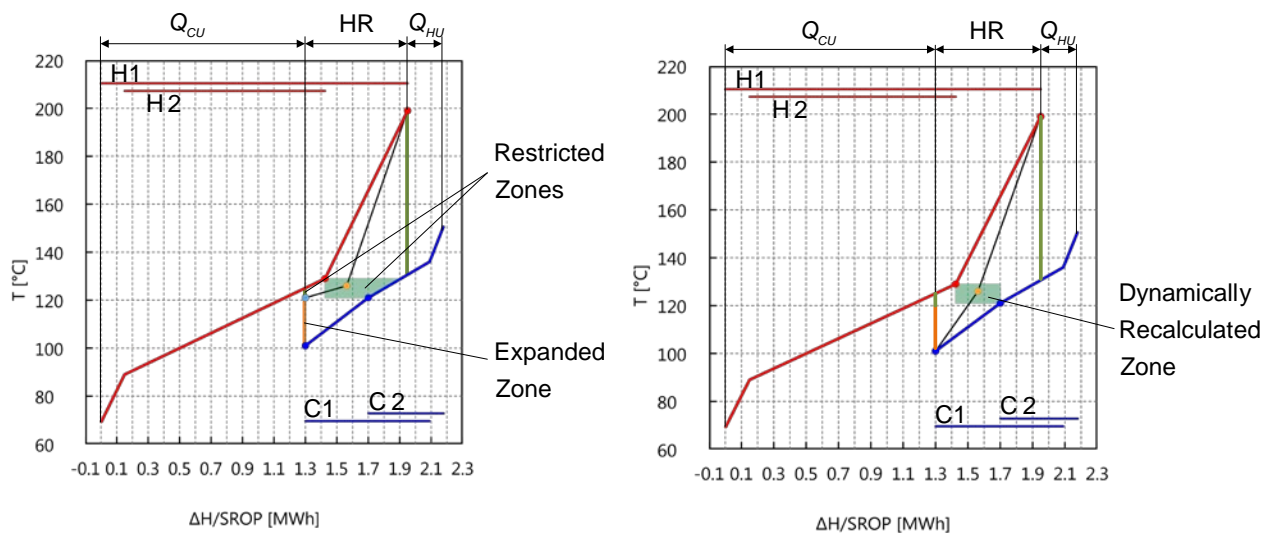 Q_CU HR Q_HU
220
H1
H 2
200
180
160
140
120
100
80
60
T [°C]
Restricted
Zones
Expanded
Zone
C1
C 2
-0.1 0.1 0.3 0.5 0.7 0.9 1.1 1.3 1.5 1.7 1.9 2.1 2.3
ΔH/SROP [MWh]
Q_CU HR Q_HU
220
H1
H 2
200
180
160
140
120
100
80
60
T [°C]
Dynamically
Recalculated
Zone
C1
C 2
-0.1 0.1 0.3 0.5 0.7 0.9 1.1 1.3 1.5 1.7 1.9 2.1 2.3
ΔH/SROP [MWh]